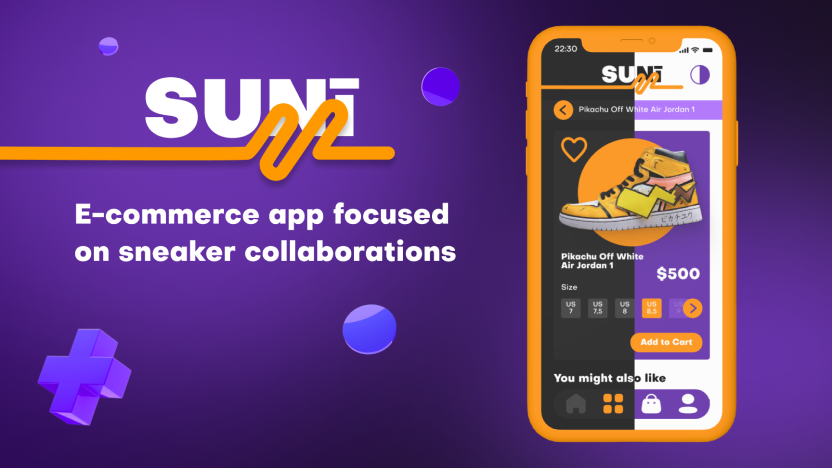 SUNI
E-commerce app focused
on sneaker collaborations
22:30
SUNI
Pikachu Off White Air Jordan 1
ピカチュウ
Pikachu Off White
Air Jordan 1
$500
Size
US
7
US
7,5
US
8
US
8,5
US
Add to Cart
You might also like